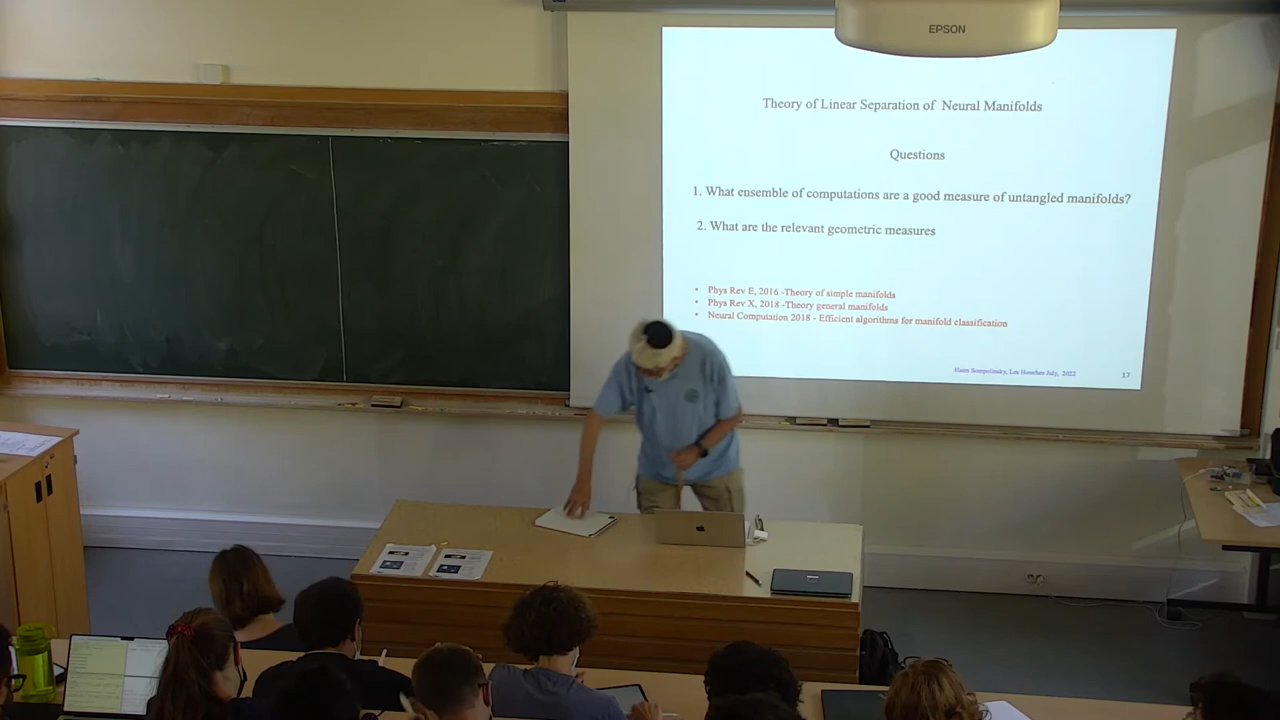 EPSON
Theory of Linear Separation of Neural Manifolds
Questions
1. What ensemble of computations are a good measure of untangled manifolds?
2. What are the relevant geometric measures
• Phys Rev E, 2016 -Theory of simple manifolds
• Phys Rev X, 2018 -Theory general manifolds
• Neural Computation 2018 - Efficient algorithms for manifold classification
Haim Sompolinsky, Les Houches July, 2022
17